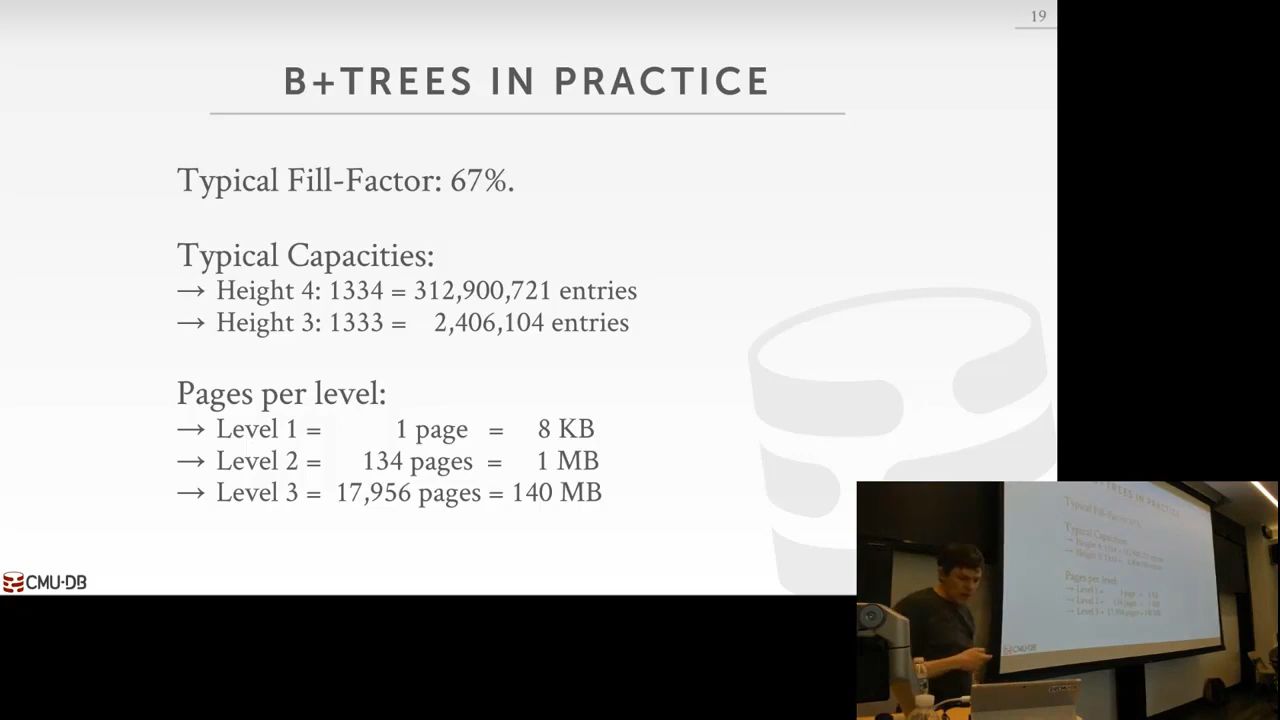 19
B+TREES IN PRACTICE
Typical Fill-Factor: 67%.
Typical Capacities:
→ Height 4: 1334 = 312,900,721 entries
→ Height 3: 1333 = 2,406,104 entries
Pages per level:
→ Level 1 = 1 page = 8 KB
→ Level 2 = 134 pages = 1 MB
→ Level 3 = 17,956 pages = 140 MB
CMU·DB